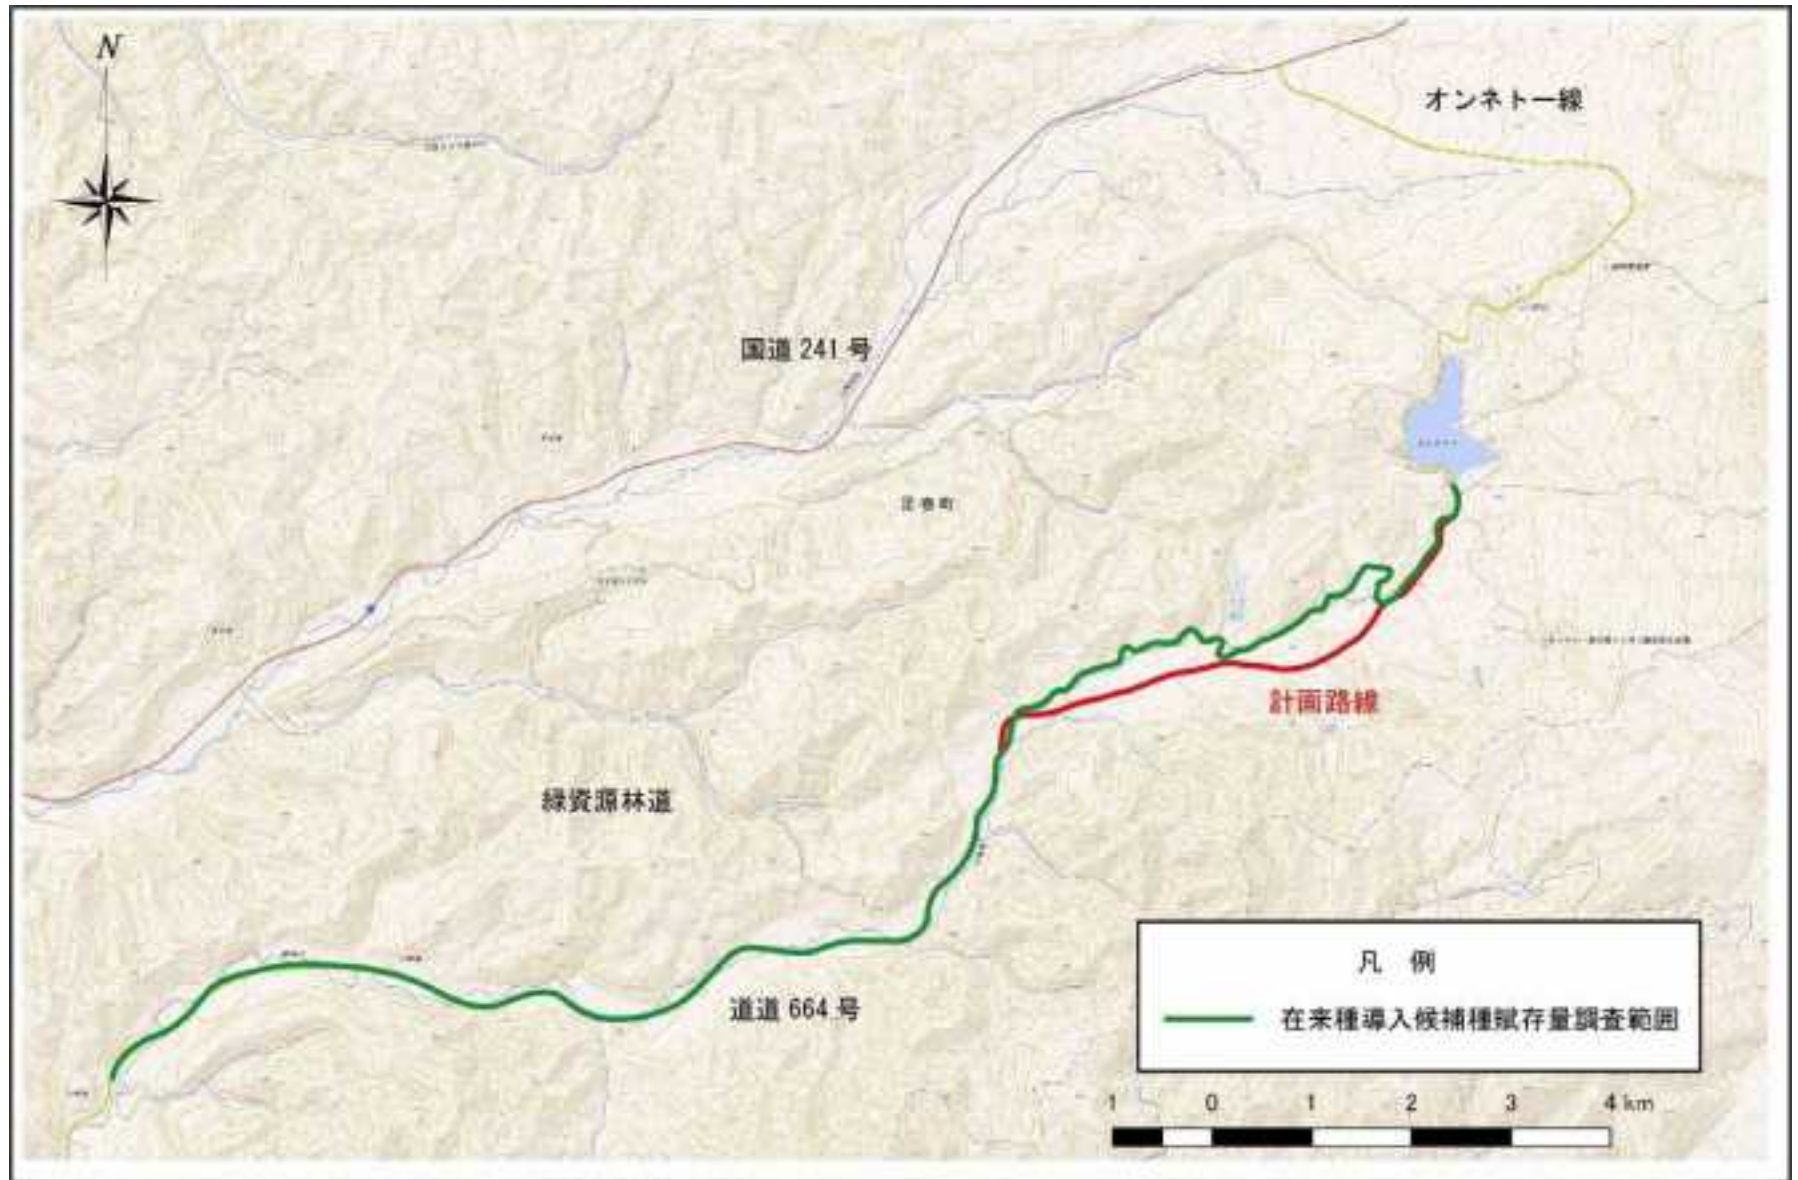 N
オンネトー線
国道 241 号
足寄町
計画路線
緑資源林道
道道 664 号
凡 例
在来種導入候補種賦存量調査範囲
1 0 1 2 3 4 km